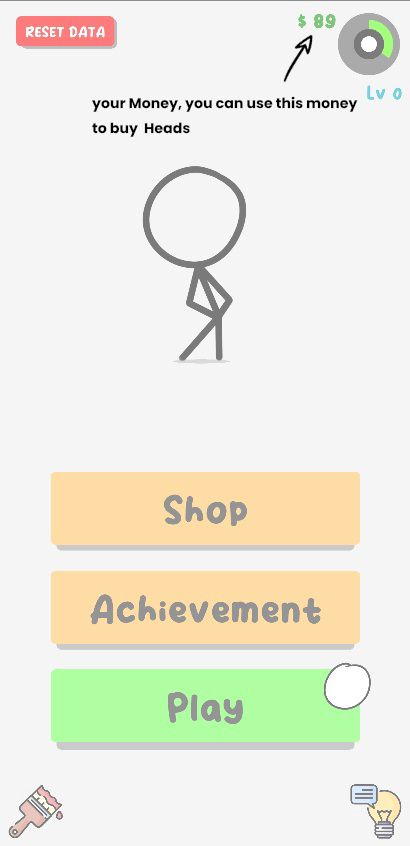 RESET DATA
$ 89
Lv 0
your Money, you can use this money
to buy Heads
Shop
Achievement
Play